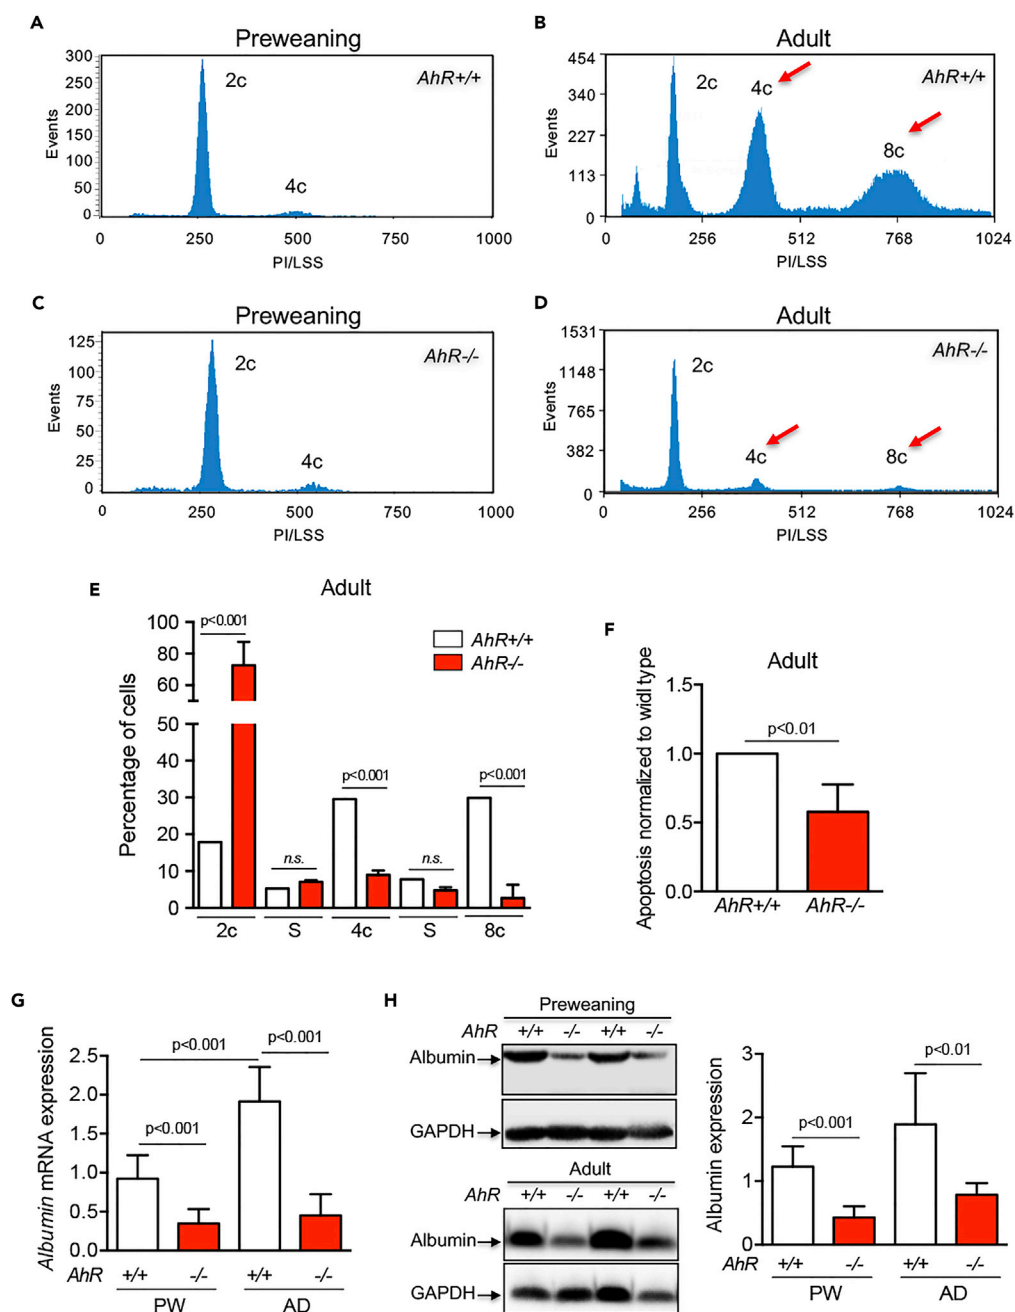 A
Preweaning
300
250
200
150
100
50
0
Events
AhR+/+
2c
4c
0 250 500 750 1000
PI/LSS
B
Adult
454
340
227
113
0
Events
AhR+/+
2c
4c
8c
0 256 512 768 1024
PI/LSS
C
Preweaning
125
100
75
50
25
0
Events
AhR-/-
2c
4c
0 250 500 750 1000
PI/LSS
D
Adult
1531
1148
765
382
0
Events
AhR-/-
2c
4c
8c
0 256 512 768 1024
PI/LSS
E
Adult
Percentage of cells
100
80
60
50
40
30
20
10
0
p<0.001
AhR+/+
AhR-/-
n.s.
p<0.001
n.s.
p<0.001
2c S 4c S 8c
F
Adult
Apoptosis normalized to widl type
1.5
1.0
0.5
0.0
p<0.01
AhR+/+ AhR-/-
G
Albumin mRNA expression
2.5
2.0
1.5
1.0
0.5
0.0
p<0.001
p<0.001
p<0.001
AhR +/+ -/- +/+ -/-
PW AD
H
Preweaning
AhR +/+ -/- +/+ -/-
Albumin
GAPDH
Adult
AhR +/+ -/- +/+ -/-
Albumin
GAPDH
Albumin expression
3
2
1
0
p<0.001
p<0.01
AhR +/+ -/- +/+ -/-
PW AD